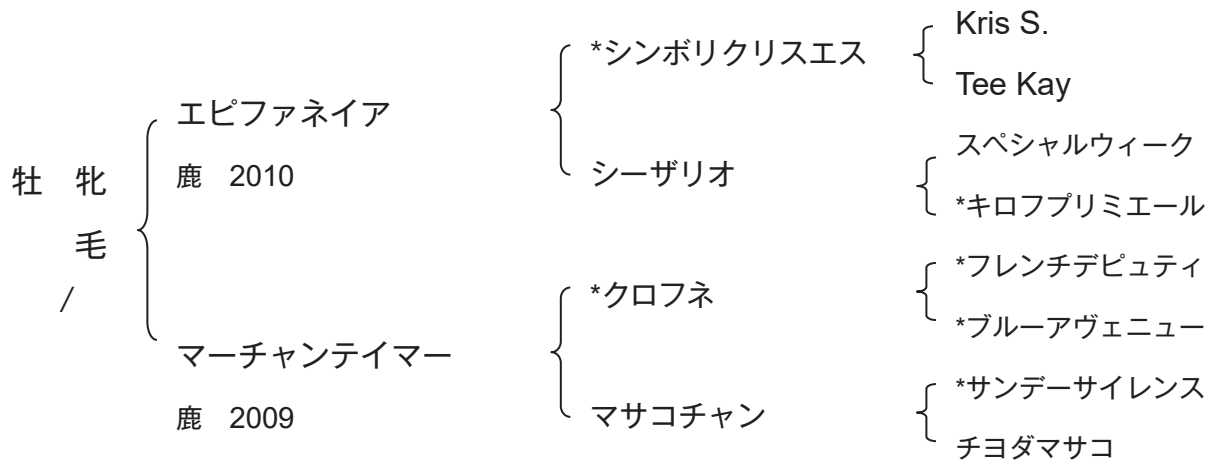 牡 牝
毛
/
エピファネイア
鹿 2010
マーチャンテイマー
鹿 2009
*シンボリクリスエス
シーザリオ
*クロフネ
マサコチャン
Kris S.
Tee Kay
スペシャルウィーク
*キロフプリミエール
*フレンチデピュティ
*ブルーアヴェニュー
*サンデーサイレンス
チヨダマサコ